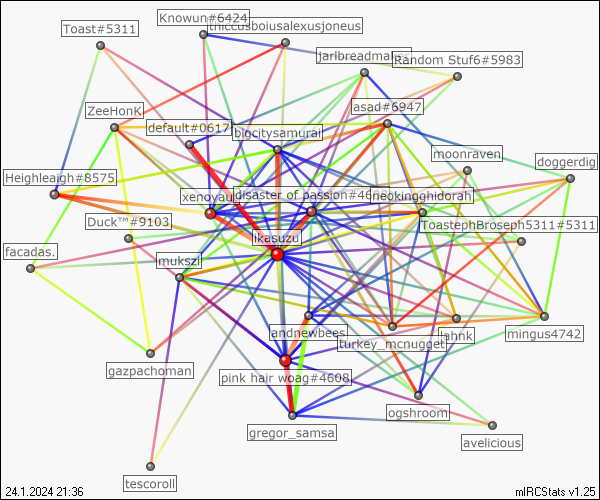 Knowun#6424
thiccusboiusalexusjoneus
Toast#5311
jarlbreadmaker
Random Stuf6#5983
ZeeHonK
asad#6947
default#0617
bigcitysamurai
moonraven
doggerdig
Heighleaigh#8575
xenoyau
disaster of passion#46
neokingghidorah
Duck™#9103
ToastephBroseph5311#5311
ikasuzu
facadas.
mukszi
andnewbees
turkey_mcnugget
lahnk
mingus4742
gazpachoman
pink hair woag#4608
ogshroom
gregor_samsa
avelicious
tescoroll
24.1.2024 21:36
mIRCStats v1.25